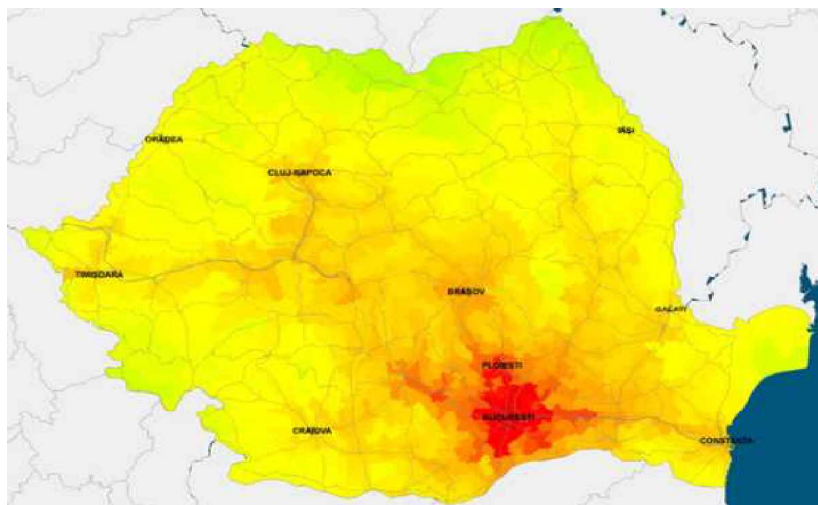 ORADEA
IAȘI
CLUJ-NAPOCA
TIMIȘOARA
BRAȘOV
GALAȚI
PLOIEȘTI
BUCUREȘTI
CRAIOVA
CONSTANȚA